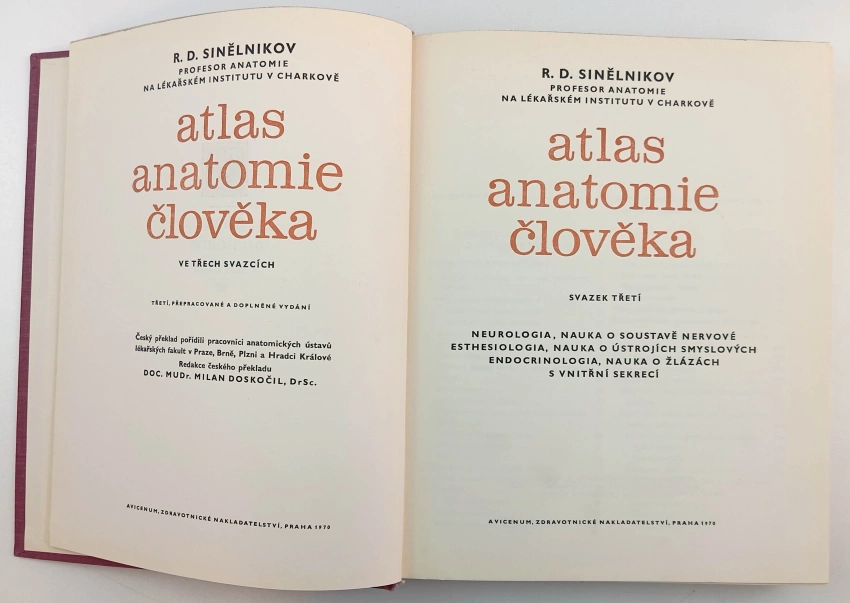 R. D. SINĚLNIKOV
PROFESOR ANATOMIE
NA LÉKAŘSKÉM INSTITUTU V CHARKOVĚ
atlas
anatomie
člověka
VE TŘECH SVAZCÍCH
TŘETÍ, PŘEPRACOVANÉ A DOPLNĚNÉ VYDÁNÍ
Český překlad pořídili pracovníci anatomických ústavů
lékařských fakult v Praze, Brně, Plzni a Hradci Králové
Redakce českého překladu
DOC. MUDr. MILAN DOSKOČIL, DrSc.
AVICENUM, ZDRAVOTNICKÉ NAKLADATELSTVÍ, PRAHA 1970
R. D. SINĚLNIKOV
PROFESOR ANATOMIE
NA LÉKAŘSKÉM INSTITUTU V CHARKOVĚ
atlas
anatomie
člověka
SVAZEK TŘETÍ
NEUROLOGIA, NAUKA O SOUSTAVĚ NERVOVÉ
ESTHESIOLOGIA, NAUKA O ÚSTROJÍCH SMYSLOVÝCH
ENDOCRINOLOGIA, NAUKA O ŽLÁZÁCH
S VNITŘNÍ SEKRECÍ
AVICENUM, ZDRAVOTNICKÉ NAKLADATELSTVÍ, PRAHA 1970